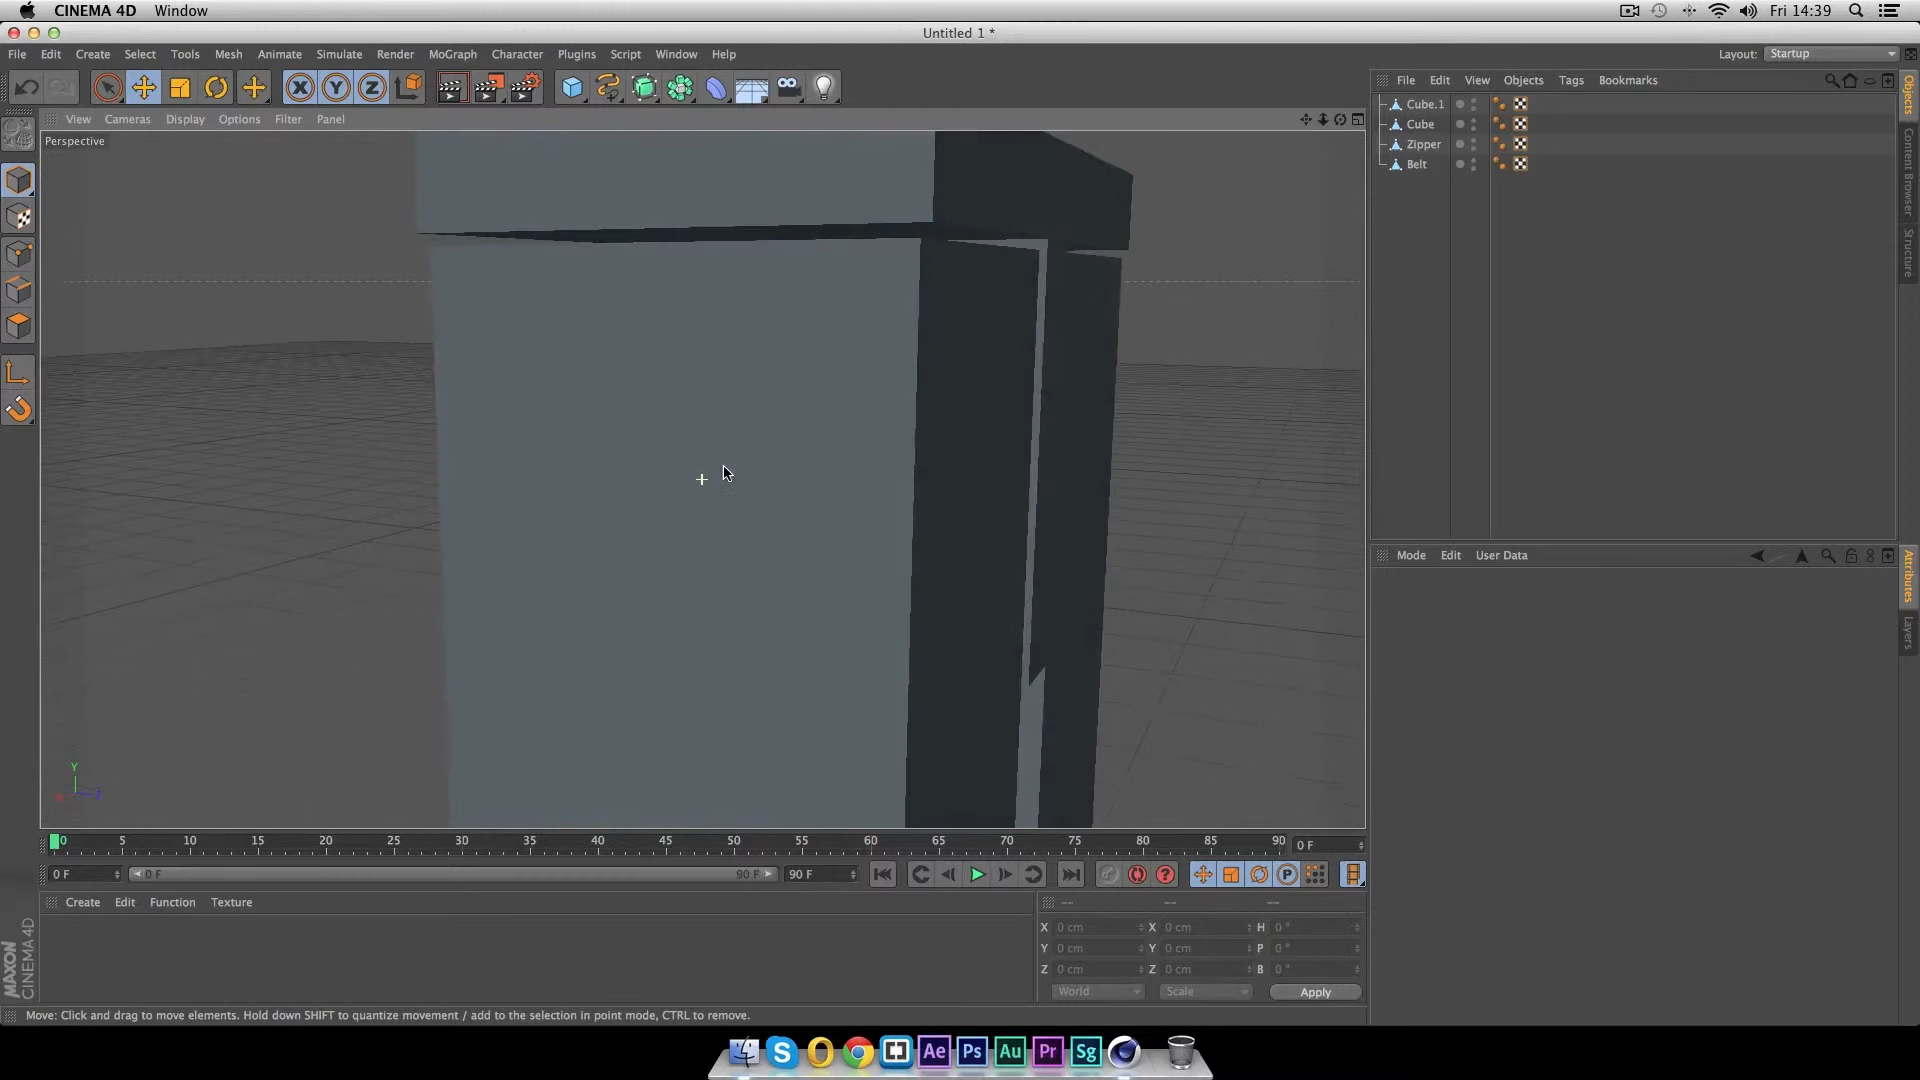 CINEMA 4D Window Fri 14:39
Untitled 1 *
File Edit Create Select Tools Mesh Animate Simulate Render MoGraph Character Plugins Script Window Help Layout: Startup
X Y Z
File Edit View Objects Tags Bookmarks
View Cameras Display Options Filter Panel
Perspective
Cube.1
Cube
Zipper
Belt
Objects
Content Browser
Structure
Mode Edit User Data
Attributes
Layers
Y
0 5 10 15 20 25 30 35 40 45 50 55 60 65 70 75 80 85 90 0 F
0 F 0 F 90 F 90 F P
Create Edit Function Texture
-- -- --
X 0 cm X 0 cm H 0 °
Y 0 cm Y 0 cm P 0 °
Z 0 cm Z 0 cm B 0 °
World Scale Apply
MAXON
CINEMA 4D
Move: Click and drag to move elements. Hold down SHIFT to quantize movement / add to the selection in point mode, CTRL to remove.
Ae Ps Au Pr Sg